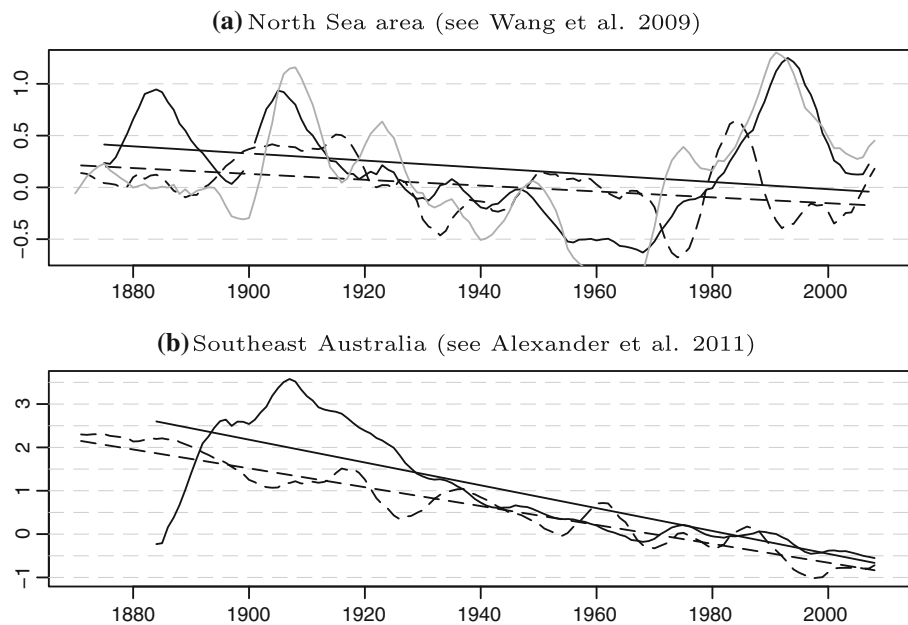 (a) North Sea area (see Wang et al. 2009)
1.0
0.5
0.0
−0.5
1880 1900 1920 1940 1960 1980 2000
(b) Southeast Australia (see Alexander et al. 2011)
3
2
1
0
−1
1880 1900 1920 1940 1960 1980 2000